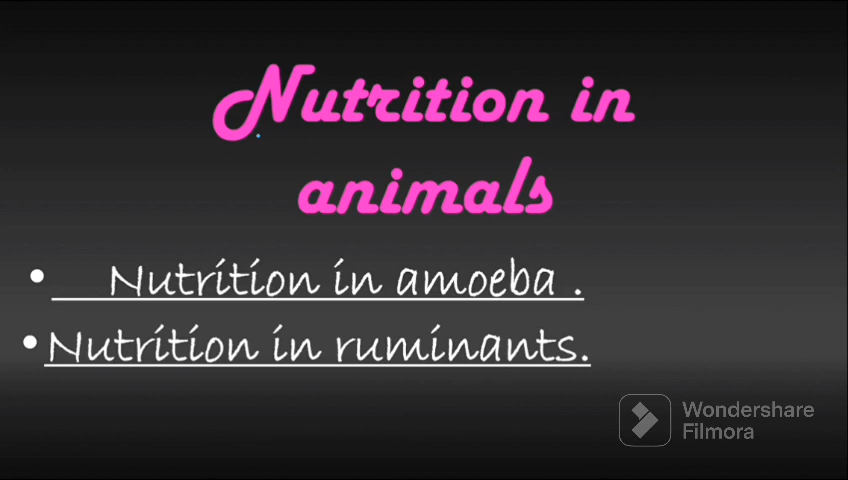 Nutrition in
animals
• Nutrition in amoeba .
• Nutrition in ruminants.
Wondershare
Filmora